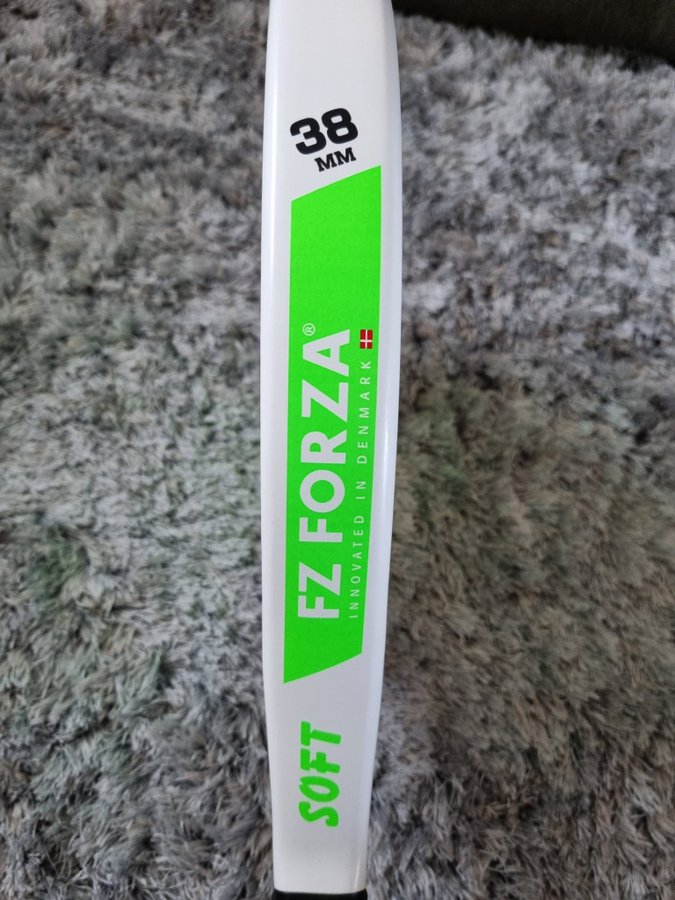 38
MM
FZ FORZA®
INNOVATED IN DENMARK
SOFT